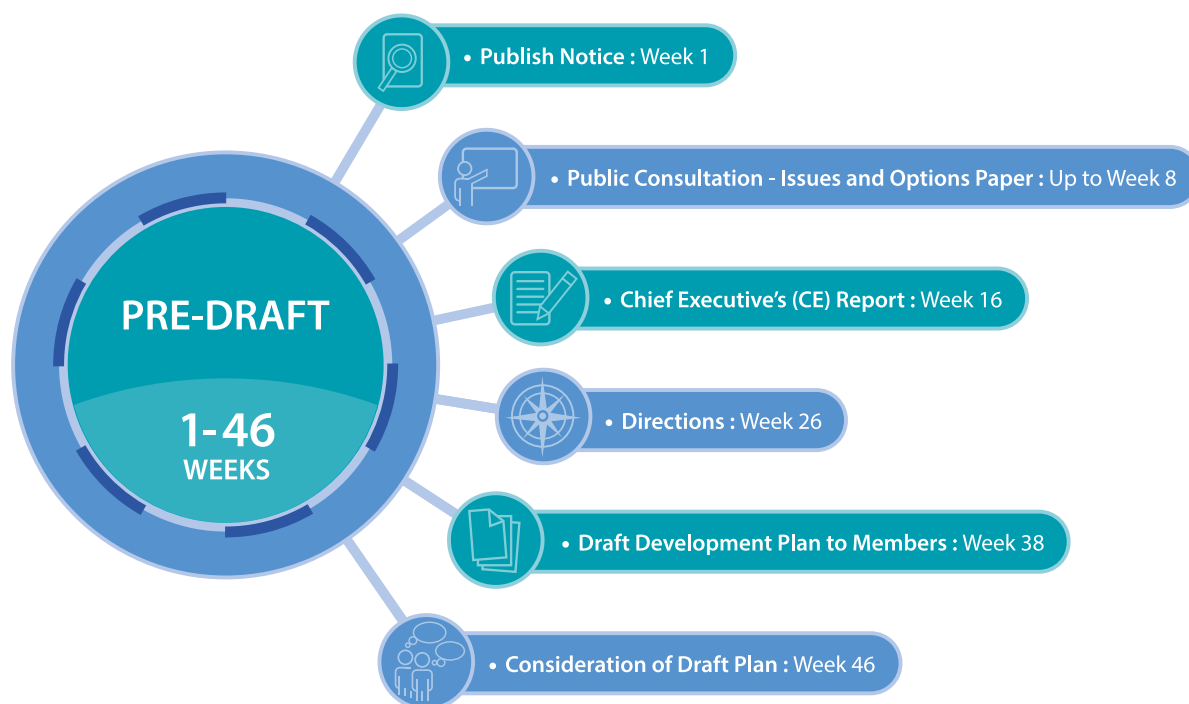 • Publish Notice : Week 1
• Public Consultation - Issues and Options Paper : Up to Week 8
• Chief Executive’s (CE) Report : Week 16
PRE-DRAFT
1-46
WEEKS
• Directions : Week 26
• Draft Development Plan to Members : Week 38
• Consideration of Draft Plan : Week 46